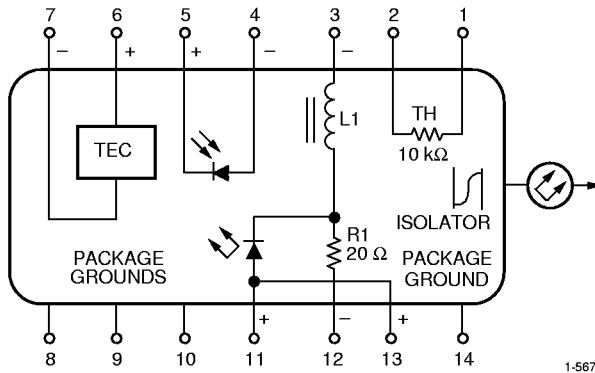 7 6 5 4 3 2 1
– + + – –
TEC
L1
TH
10 kΩ
ISOLATOR
R1
20 Ω
PACKAGE
GROUNDS
PACKAGE
GROUND
+ – +
8 9 10 11 12 13 14
1-567